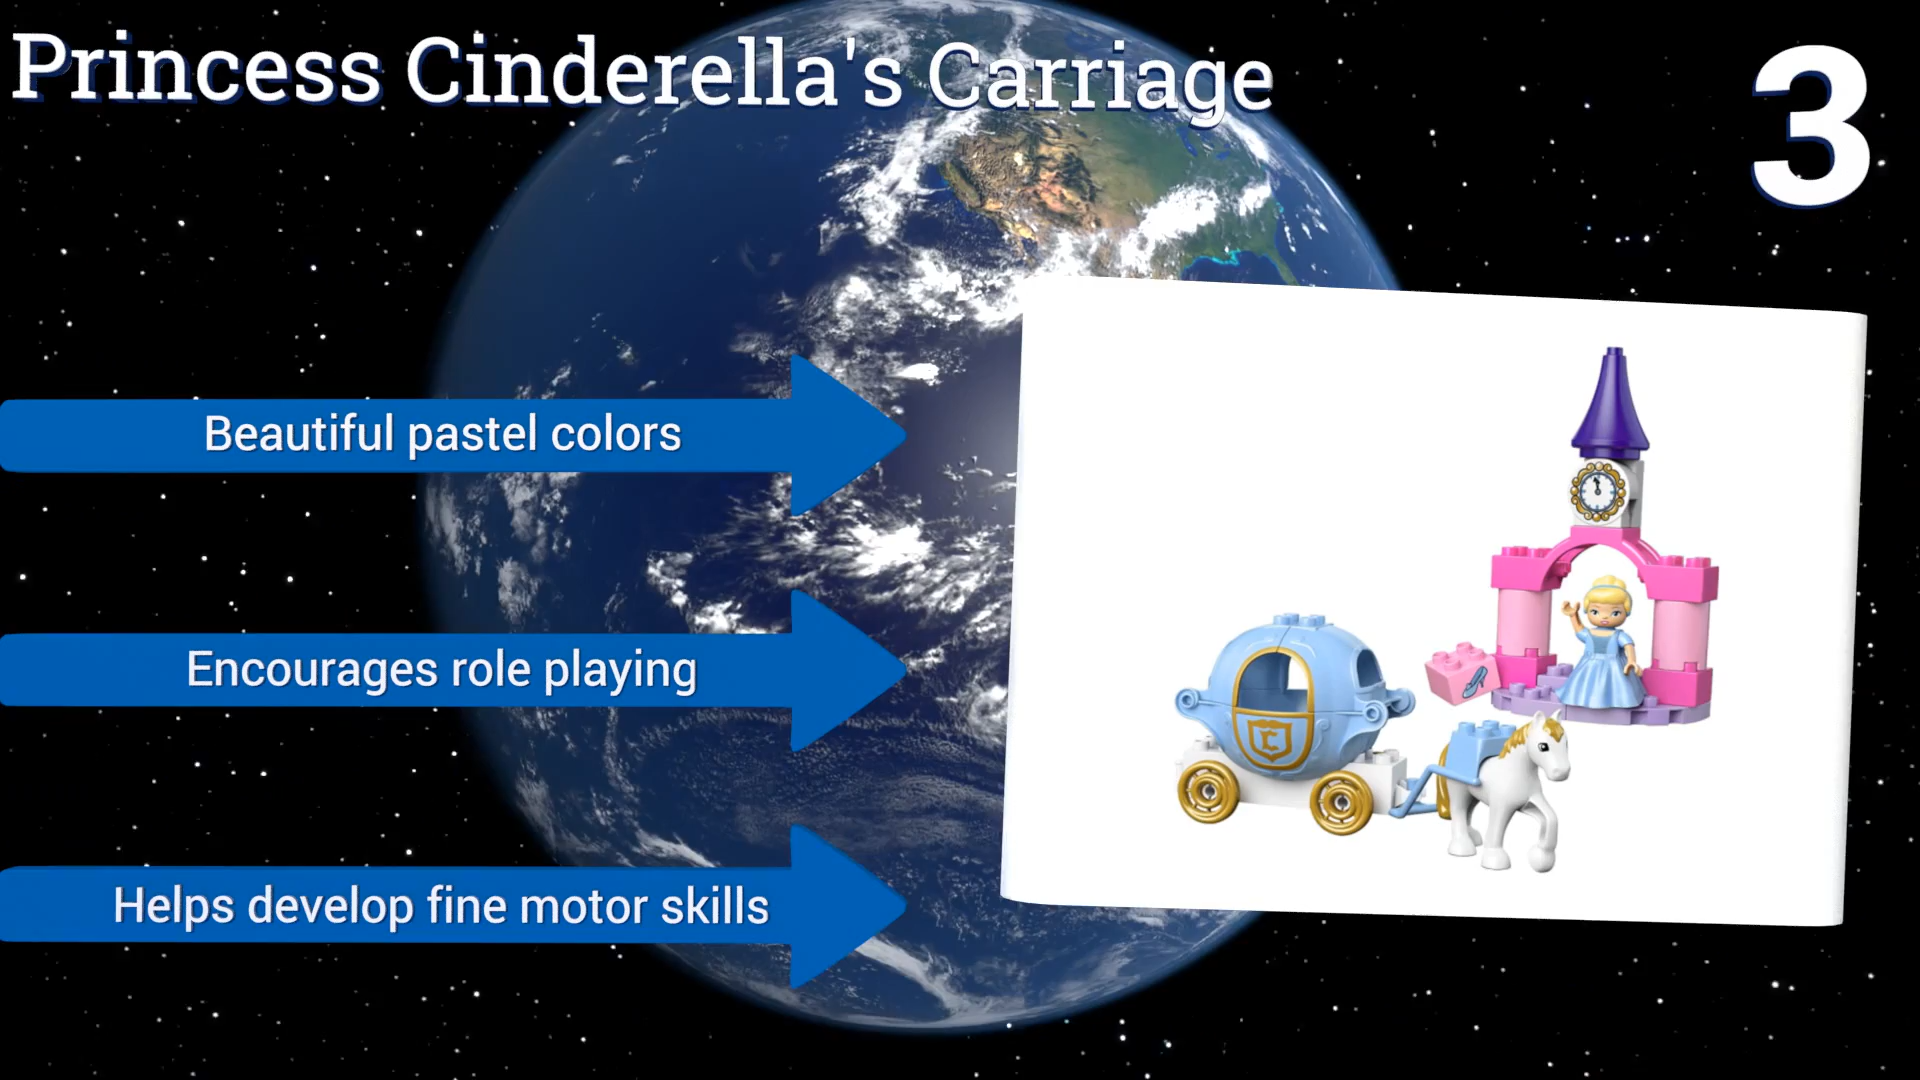 Princess Cinderella's Carriage
3
Beautiful pastel colors
Encourages role playing
Helps develop fine motor skills
C